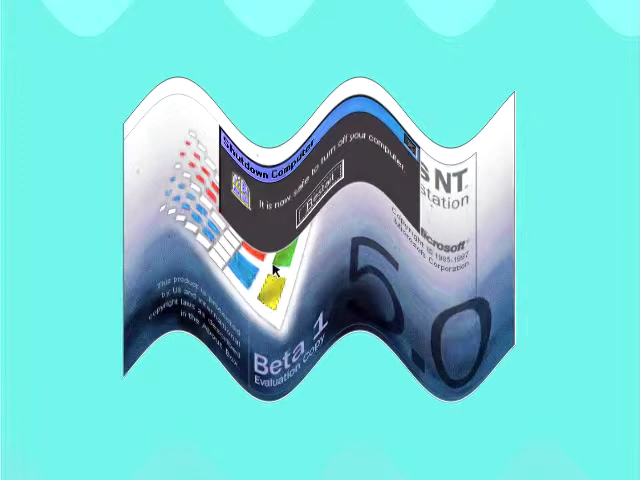 Shutdown Computer
It is now safe to turn off your computer.
Restart
s NT.
station
Copyright © 1985-1997
Microsoft Corporation
Microsoft®
This product is protected
by US and international
copyright laws as described
in the About Box
Beta 1
Evaluation Copy
5.0